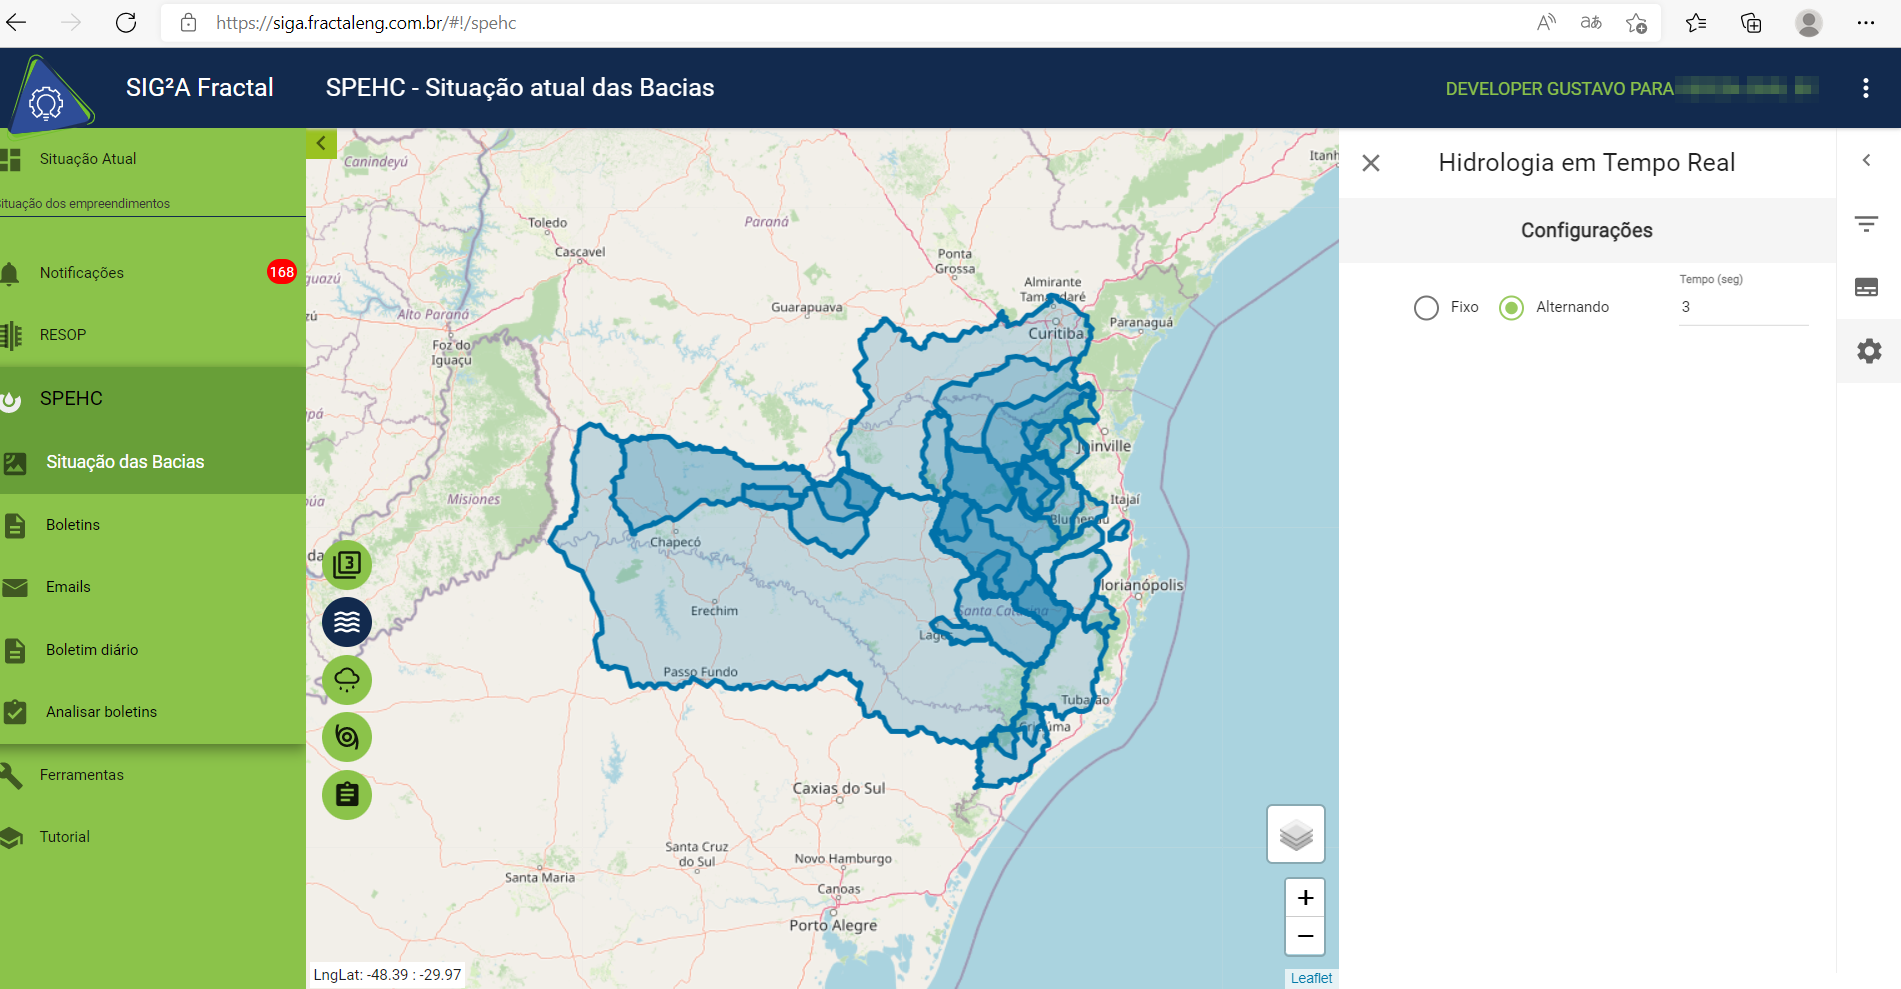 https://siga.fractaleng.com.br/#!/spehc
SIG²A Fractal
SPEHC - Situação atual das Bacias
DEVELOPER GUSTAVO PARA
Situação Atual
ituação dos empreendimentos
Notificações
168
RESOP
SPEHC
Situação das Bacias
Boletins
Emails
Boletim diário
Analisar boletins
Ferramentas
Tutorial
Canindeyú
Itanh
Toledo
Paraná
Cascavel
Ponta
Grossa
guazú
Almirante
Tamandaré
Guarapuava
Alto Paraná
Paranaguá
Curitiba
Foz do
Iguaçu
Joinville
Misiones
Itajaí
Blumenau
Chapecó
lorianópolis
Erechim
Santa Catarina
Lages
Passo Fundo
Tubarão
Criciúma
Caxias do Sul
Santa Cruz
do Sul
Novo Hamburgo
Santa Maria
Canoas
Porto Alegre
3
+
−
LngLat: -48.39 : -29.97
Leaflet
Hidrologia em Tempo Real
Configurações
Tempo (seg)
Fixo
Alternando
3